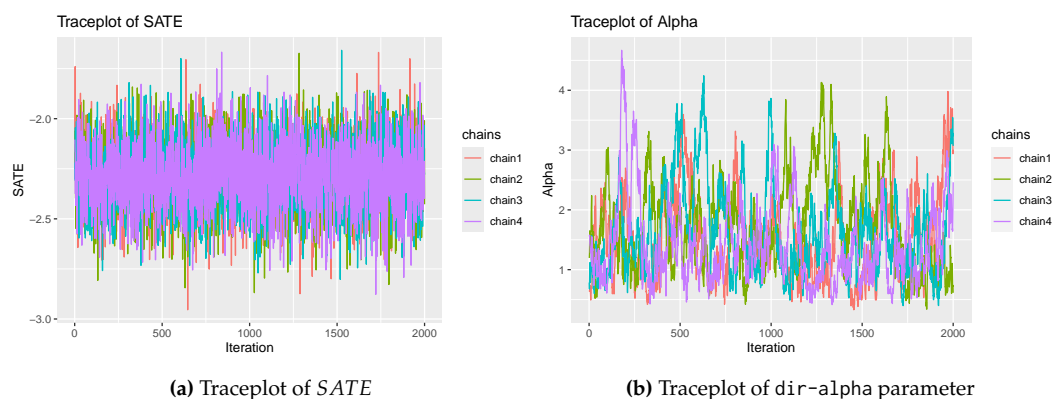 Traceplot of SATE
−2.0
−2.5
−3.0
SATE
0 500 1000 1500 2000
Iteration
chains
chain1
chain2
chain3
chain4
(a) Traceplot of SATE
Traceplot of Alpha
4
3
2
1
Alpha
0 500 1000 1500 2000
Iteration
chains
chain1
chain2
chain3
chain4
(b) Traceplot of dir-alpha parameter